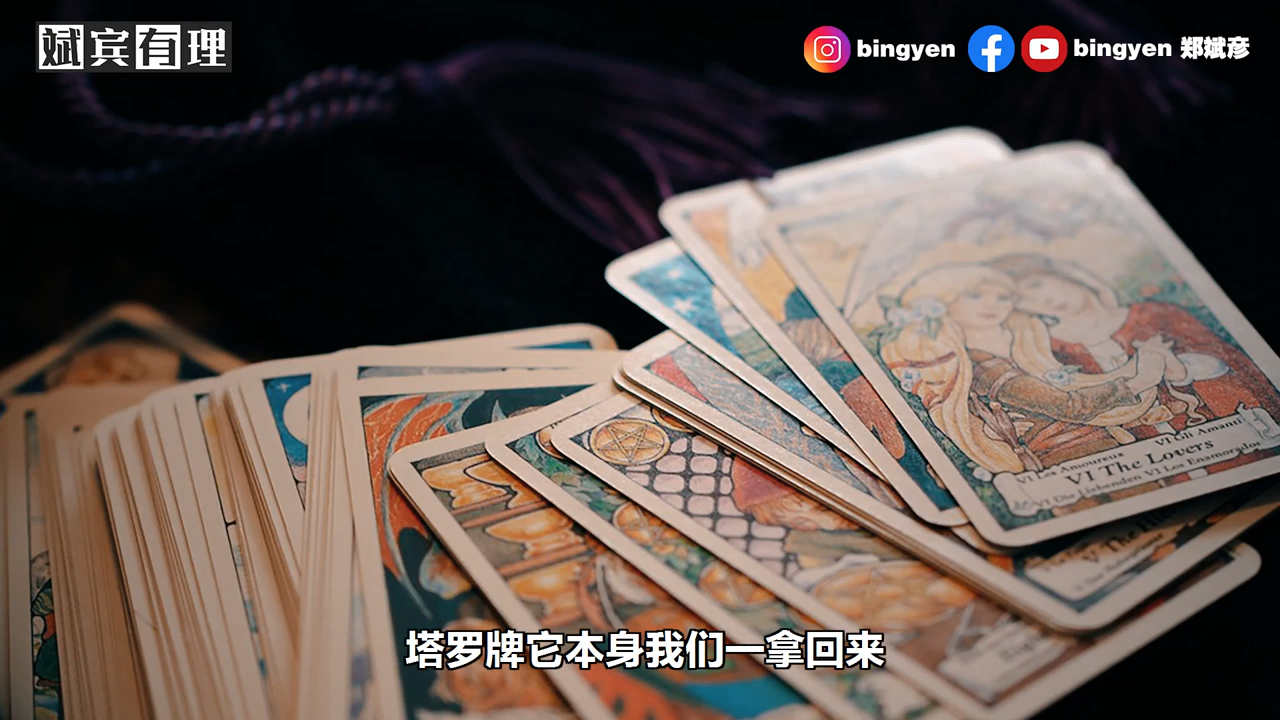 斌宾有理
bingyen
bingyen 郑斌彦
VI Gli Amanti
VI Les Amoureux
VI The Lovers
VI Los Enamorados
VI Die Liebenden
塔罗牌它本身我们一拿回来